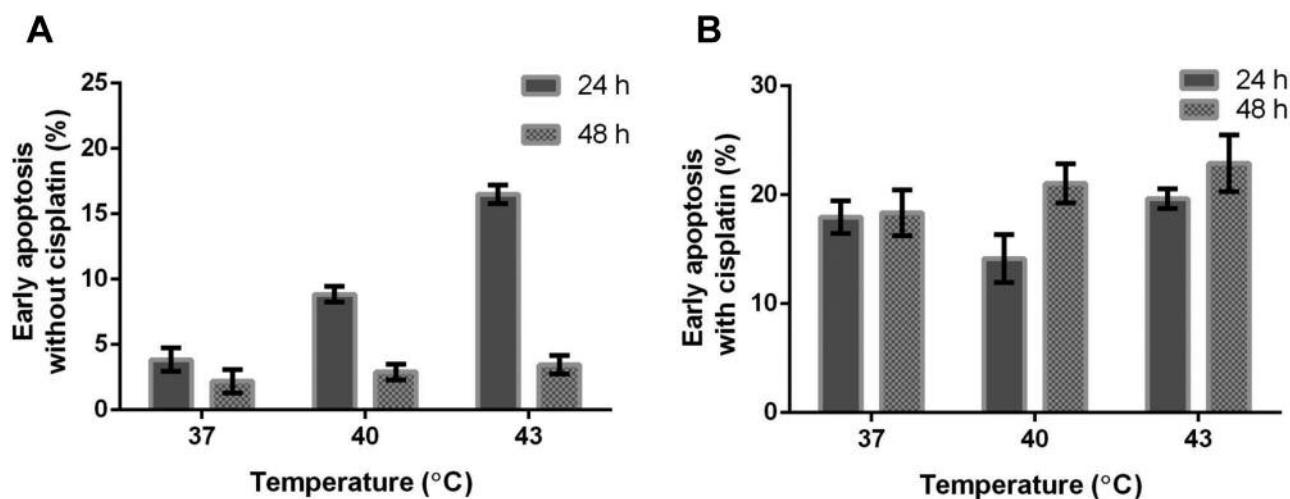 A
Early apoptosis
without cisplatin (%)
25
20
15
10
5
0
24 h
48 h
37
40
43
Temperature (°C)
B
Early apoptosis
with cisplatin (%)
30
20
10
0
24 h
48 h
37
40
43
Temperature (°C)